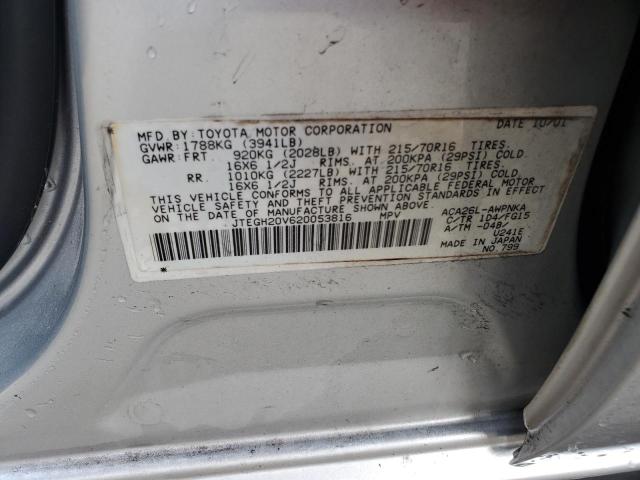 MFD BY: TOYOTA MOTOR CORPORATION DATE 10/01
GVWR: 1788KG (3941LB)
GAWR: FRT. 920KG (2028LB) WITH 215/70R16 TIRES.
16X6 1/2J RIMS. AT 200KPA (29PSI) COLD
RR. 1010KG (2227LB) WITH 215/70R16 TIRES.
16X6 1/2J RIMS. AT 200KPA (29PSI) COLD
THIS VEHICLE CONFORMS TO ALL APPLICABLE FEDERAL MOTOR
VEHICLE SAFETY AND THEFT PREVENTION STANDARDS IN EFFECT
ON THE DATE OF MANUFACTURE SHOWN ABOVE.
JTEGH20V620053816 MPV
ACA26L-AWPNKA
C/TR 1D4/FG15
A/TM -04B/
U241E
MADE IN JAPAN
NO.799